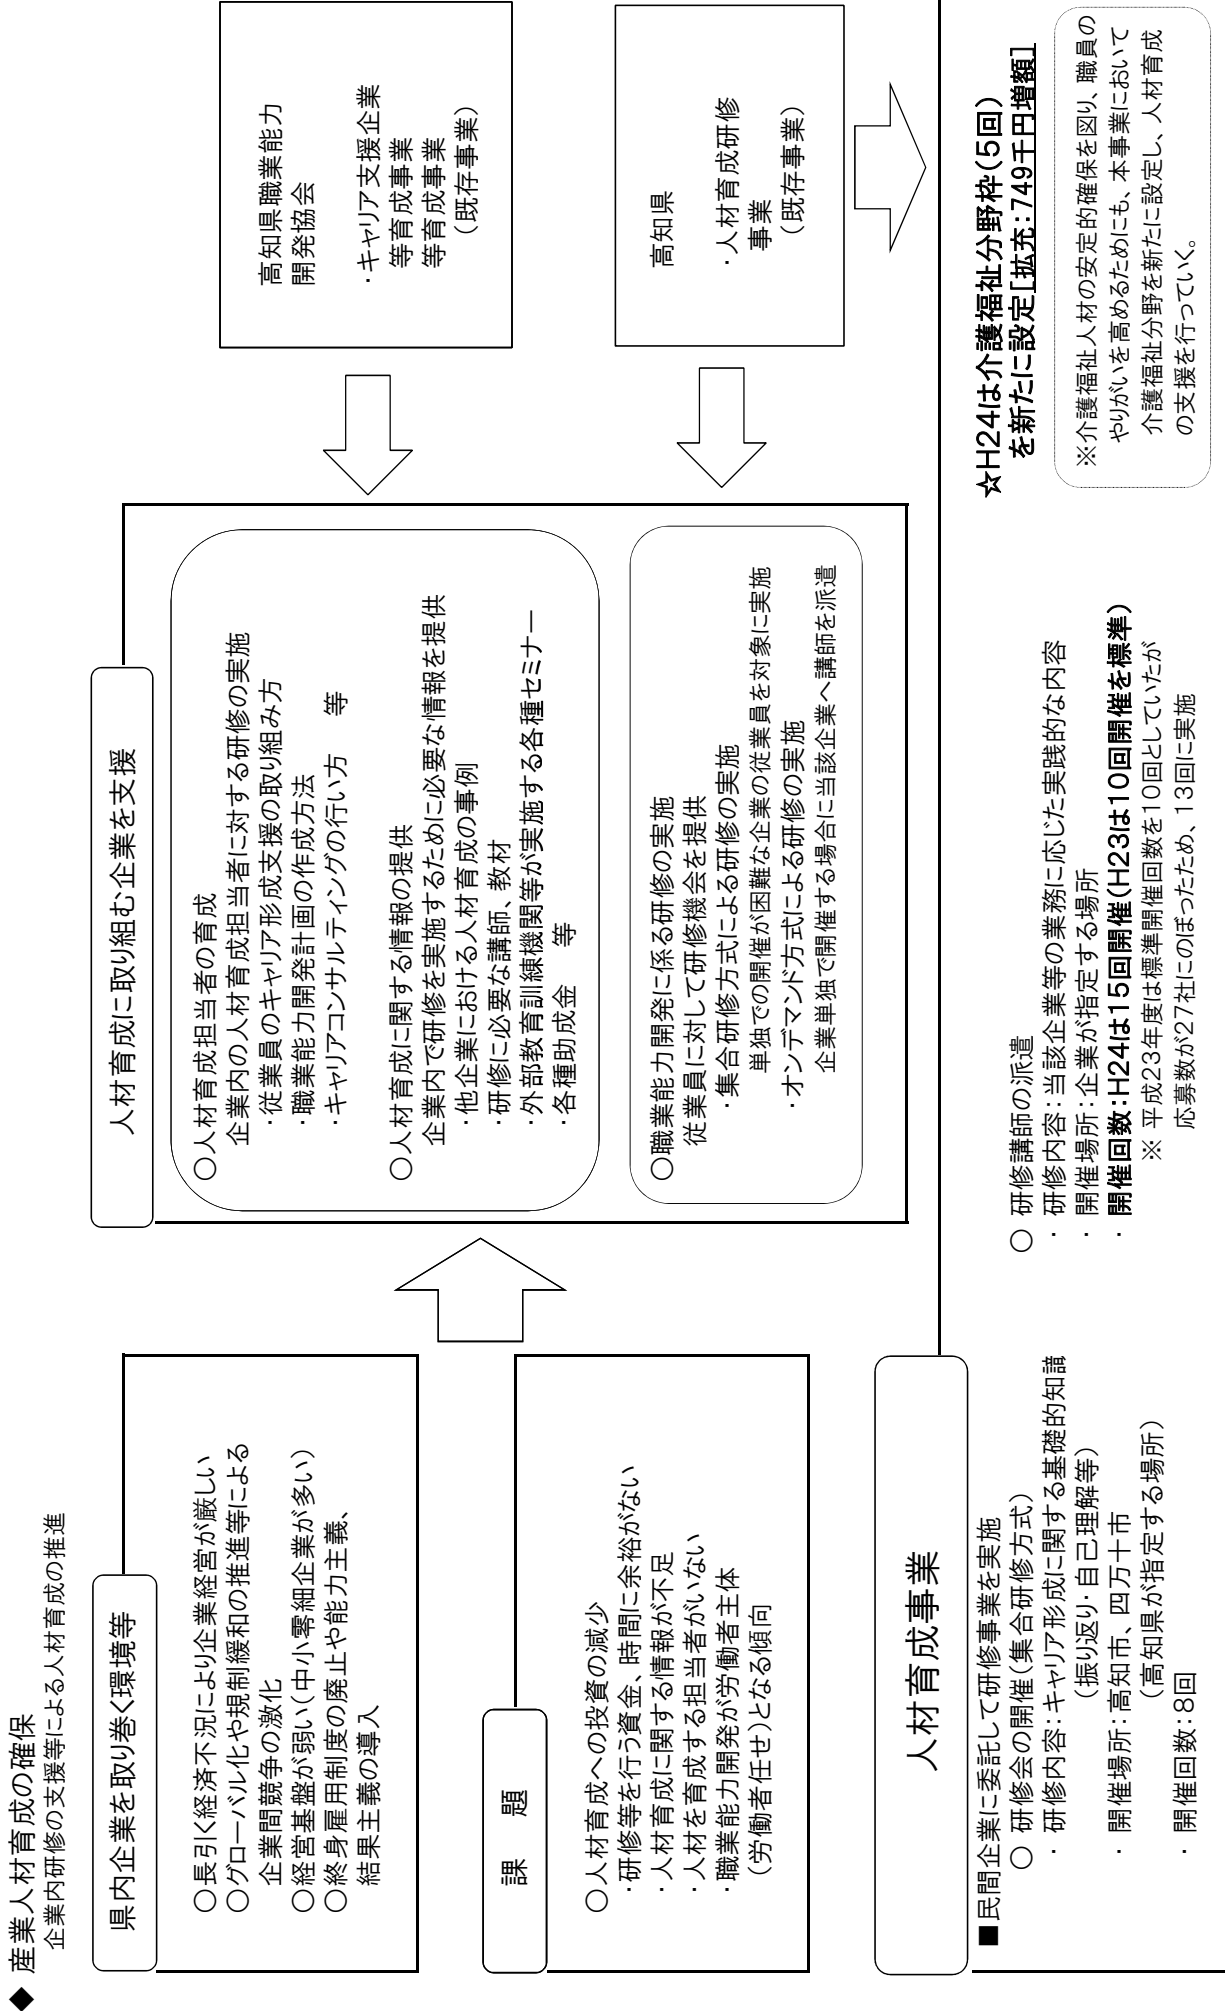 ◆ 産業人材育成の確保
企業内研修の支援等による人材育成の推進
県内企業を取り巻く環境等
○長引く経済不況により企業経営が厳しい
○グローバル化や規制緩和の推進等による
企業間競争の激化
○経営基盤が弱い（中小零細企業が多い）
○終身雇用制度の廃止や能力主義、
結果主義の導入
課　題
○人材育成への投資の減少
・研修等を行う資金、時間に余裕がない
・人材育成に関する情報が不足
・人材を育成する担当者がいない
・職業能力開発が労働者主体
（労働者任せ）となる傾向
人材育成に取り組む企業を支援
○人材育成担当者の育成
企業内の人材育成担当者に対する研修の実施
・従業員のキャリア形成支援の取り組み方
・職業能力開発計画の作成方法
・キャリアコンサルティングの行い方　等
○人材育成に関する情報の提供
企業内で研修を実施するために必要な情報を提供
・他企業における人材育成の事例
・研修に必要な講師、教材
・外部教育訓練機関等が実施する各種セミナー
・各種助成金　等
○職業能力開発に係る研修の実施
従業員に対して研修機会を提供
・集合研修方式による研修の実施
単独での開催が困難な企業の従業員を対象に実施
・オンデマンド方式による研修の実施
企業単独で開催する場合に当該企業へ講師を派遣
高知県職業能力
開発協会
・キャリア支援企業
等育成事業
等育成事業
（既存事業）
高知県
・人材育成研修
事業
（既存事業）
人材育成事業
■民間企業に委託して研修事業を実施
○ 研修会の開催（集合研修方式）
・ 研修内容：キャリア形成に関する基礎的知識
（振り返り・自己理解等）
・ 開催場所：高知市、四万十市
（高知県が指定する場所）
・ 開催回数：８回
○ 研修講師の派遣
・ 研修内容：当該企業等の業務に応じた実践的な内容
・ 開催場所：企業が指定する場所
・ 開催回数：H24は15回開催（H23は10回開催を標準）
※ 平成23年度は標準開催回数を10回としていたが
応募数が27社にのぼったため、13回に実施
☆H24は介護福祉分野枠（5回）
を新たに設定［拡充：749千円増額］
※介護福祉人材の安定的確保を図り、職員の
やりがいを高めるためにも、本事業において
介護福祉分野を新たに設定し、人材育成
の支援を行っていく。